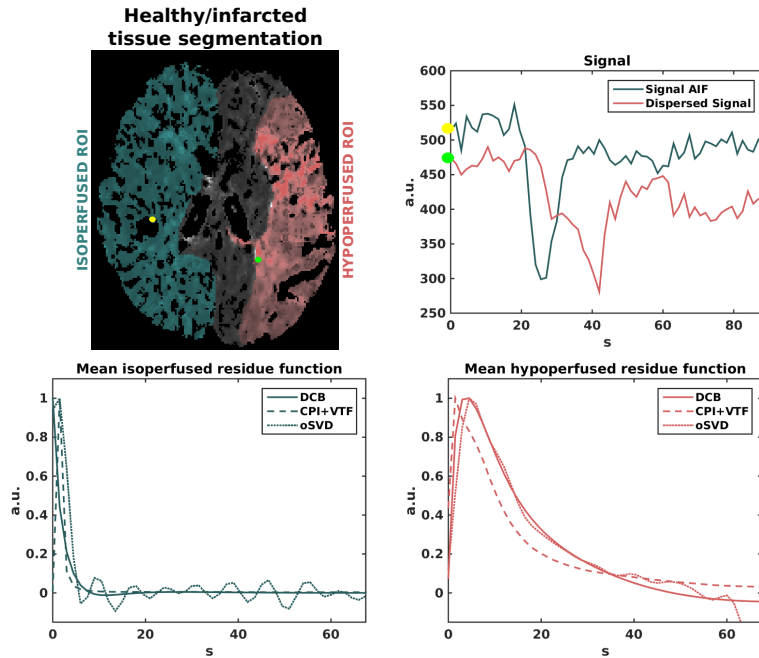 Healthy/infarcted
tissue segmentation
ISOPERFUSED ROI
HYPOPERFUSED ROI
Signal
600
550
500
450
400
350
300
250
a.u.
0
20
40
60
80
s
Signal AIF
Dispersed Signal
Mean isoperfused residue function
1
0.8
0.6
0.4
0.2
0
a.u.
0
20
40
60
s
DCB
CPI+VTF
oSVD
Mean hypoperfused residue function
1
0.8
0.6
0.4
0.2
0
a.u.
0
20
40
60
s
DCB
CPI+VTF
oSVD